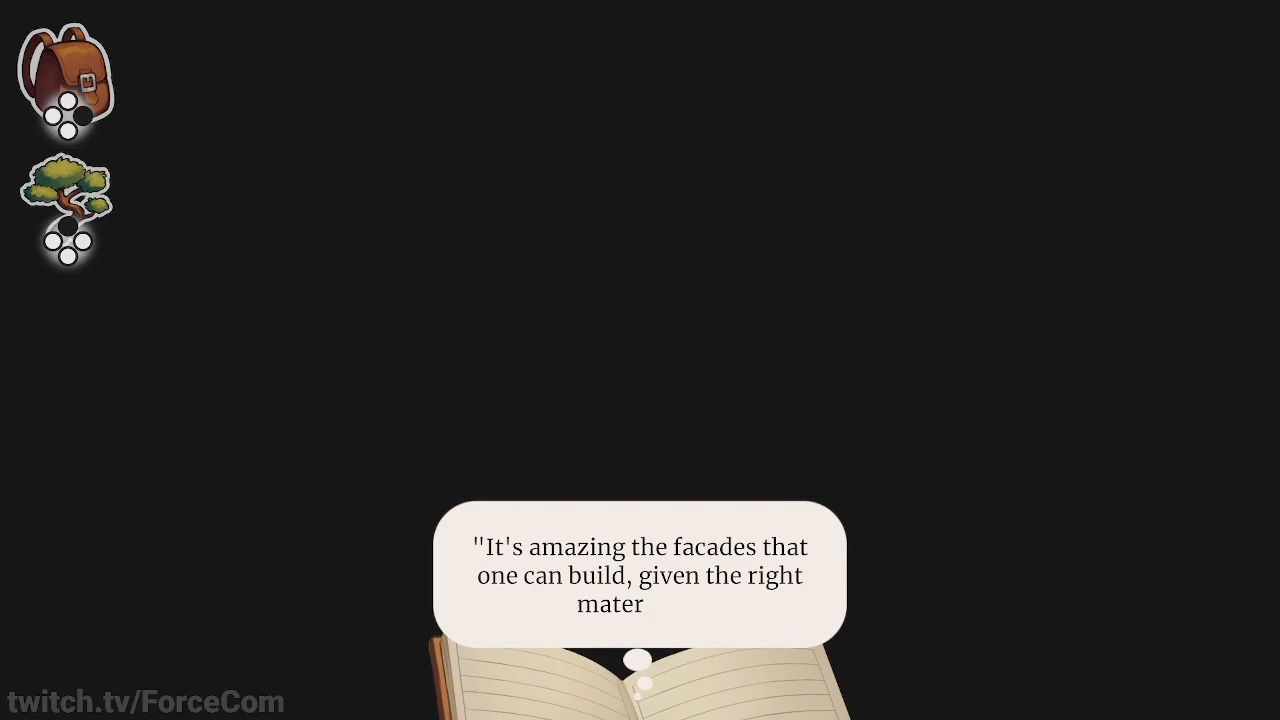 "It's amazing the facades that
one can build, given the right
mater
twitch.tv/ForceCom